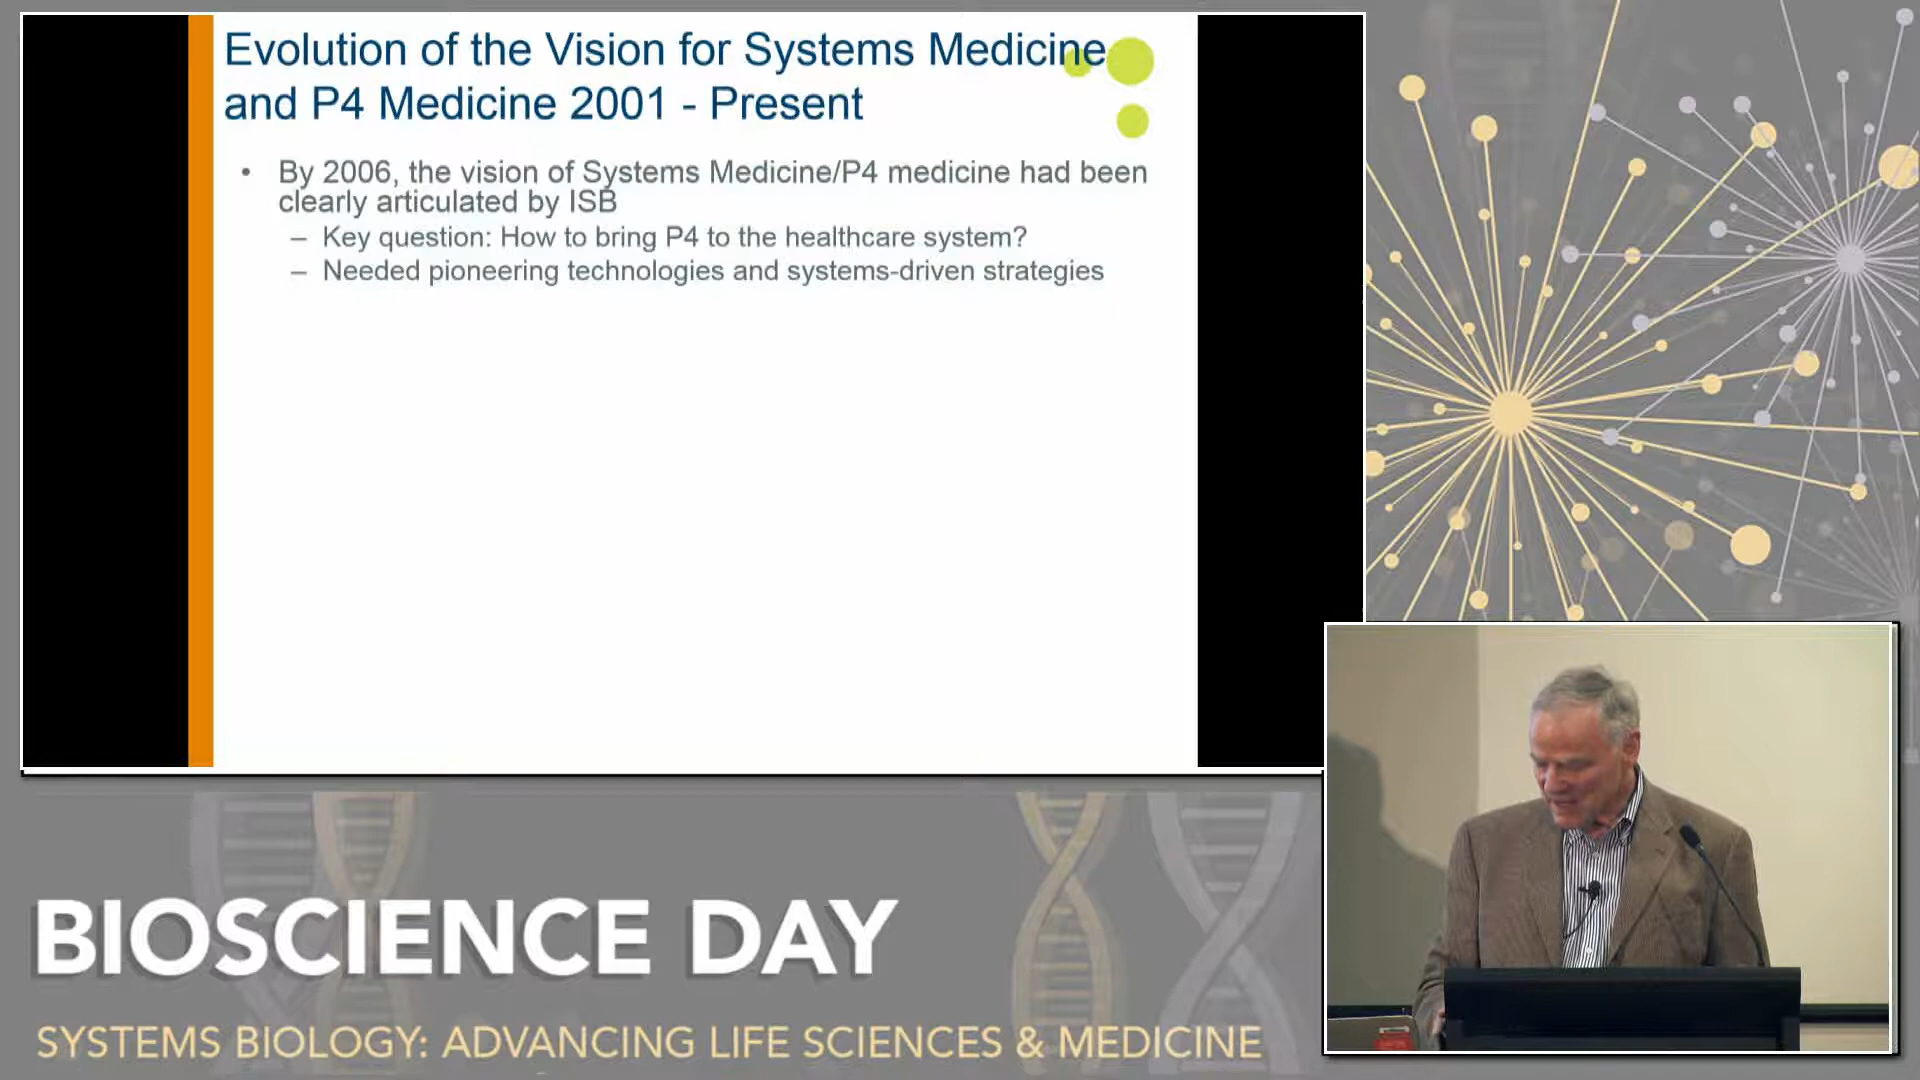 Evolution of the Vision for Systems Medicine
and P4 Medicine 2001 - Present
• By 2006, the vision of Systems Medicine/P4 medicine had been
clearly articulated by ISB
– Key question: How to bring P4 to the healthcare system?
– Needed pioneering technologies and systems-driven strategies
BIOSCIENCE DAY
SYSTEMS BIOLOGY: ADVANCING LIFE SCIENCES & MEDICINE